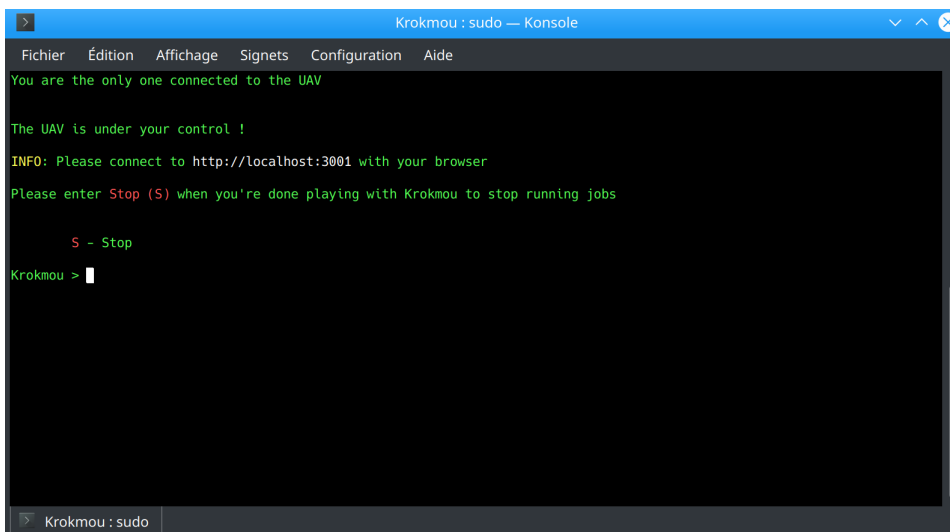 Krokmou : sudo — Konsole
Fichier Édition Affichage Signets Configuration Aide
You are the only one connected to the UAV
The UAV is under your control !
INFO: Please connect to http://localhost:3001 with your browser
Please enter Stop (S) when you're done playing with Krokmou to stop running jobs
S - Stop
Krokmou >
Krokmou : sudo